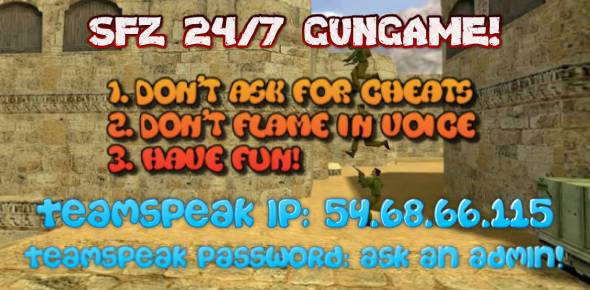 SFZ 24/7 GUNGAME!
1. DON'T ASK FOR CHEATS
2. DON'T FLAME IN VOICE
3. HAVE FUN!
TEAMSPEAK IP: 54.68.66.115
TEAMSPEAK PASSWORD: ASK AN ADMIN!